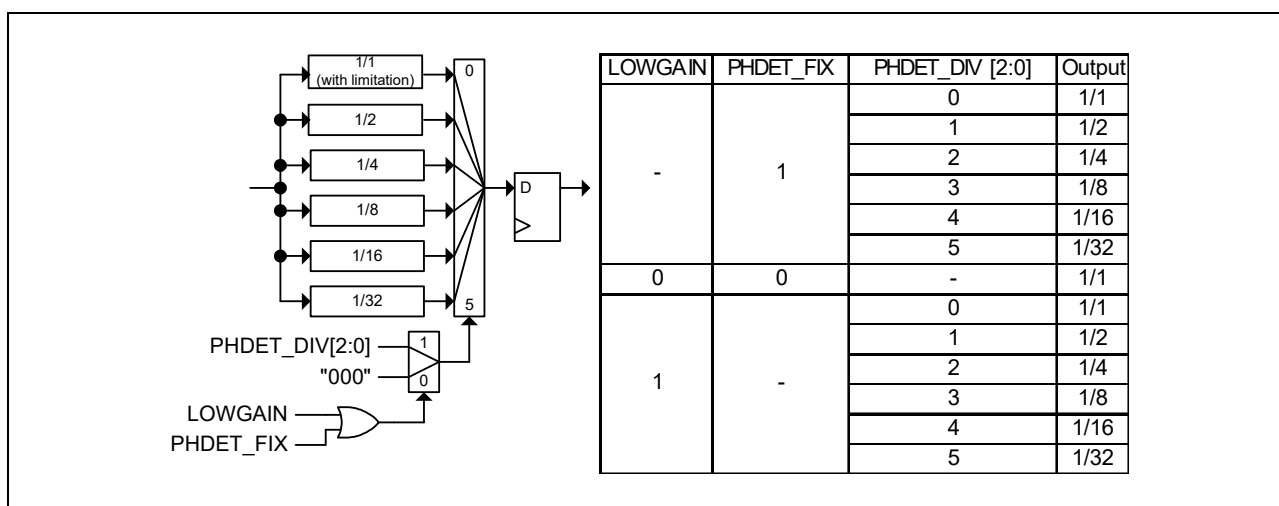 1/1
(with limitation)
1/2
1/4
1/8
1/16
1/32
0
5
D
PHDET_DIV[2:0]
"000"
1
0
LOWGAIN
PHDET_FIX
LOWGAIN PHDET_FIX PHDET_DIV [2:0] Output
- 1 0 1/1
1 1/2
2 1/4
3 1/8
4 1/16
5 1/32
0 0 - 1/1
1 - 0 1/1
1 1/2
2 1/4
3 1/8
4 1/16
5 1/32